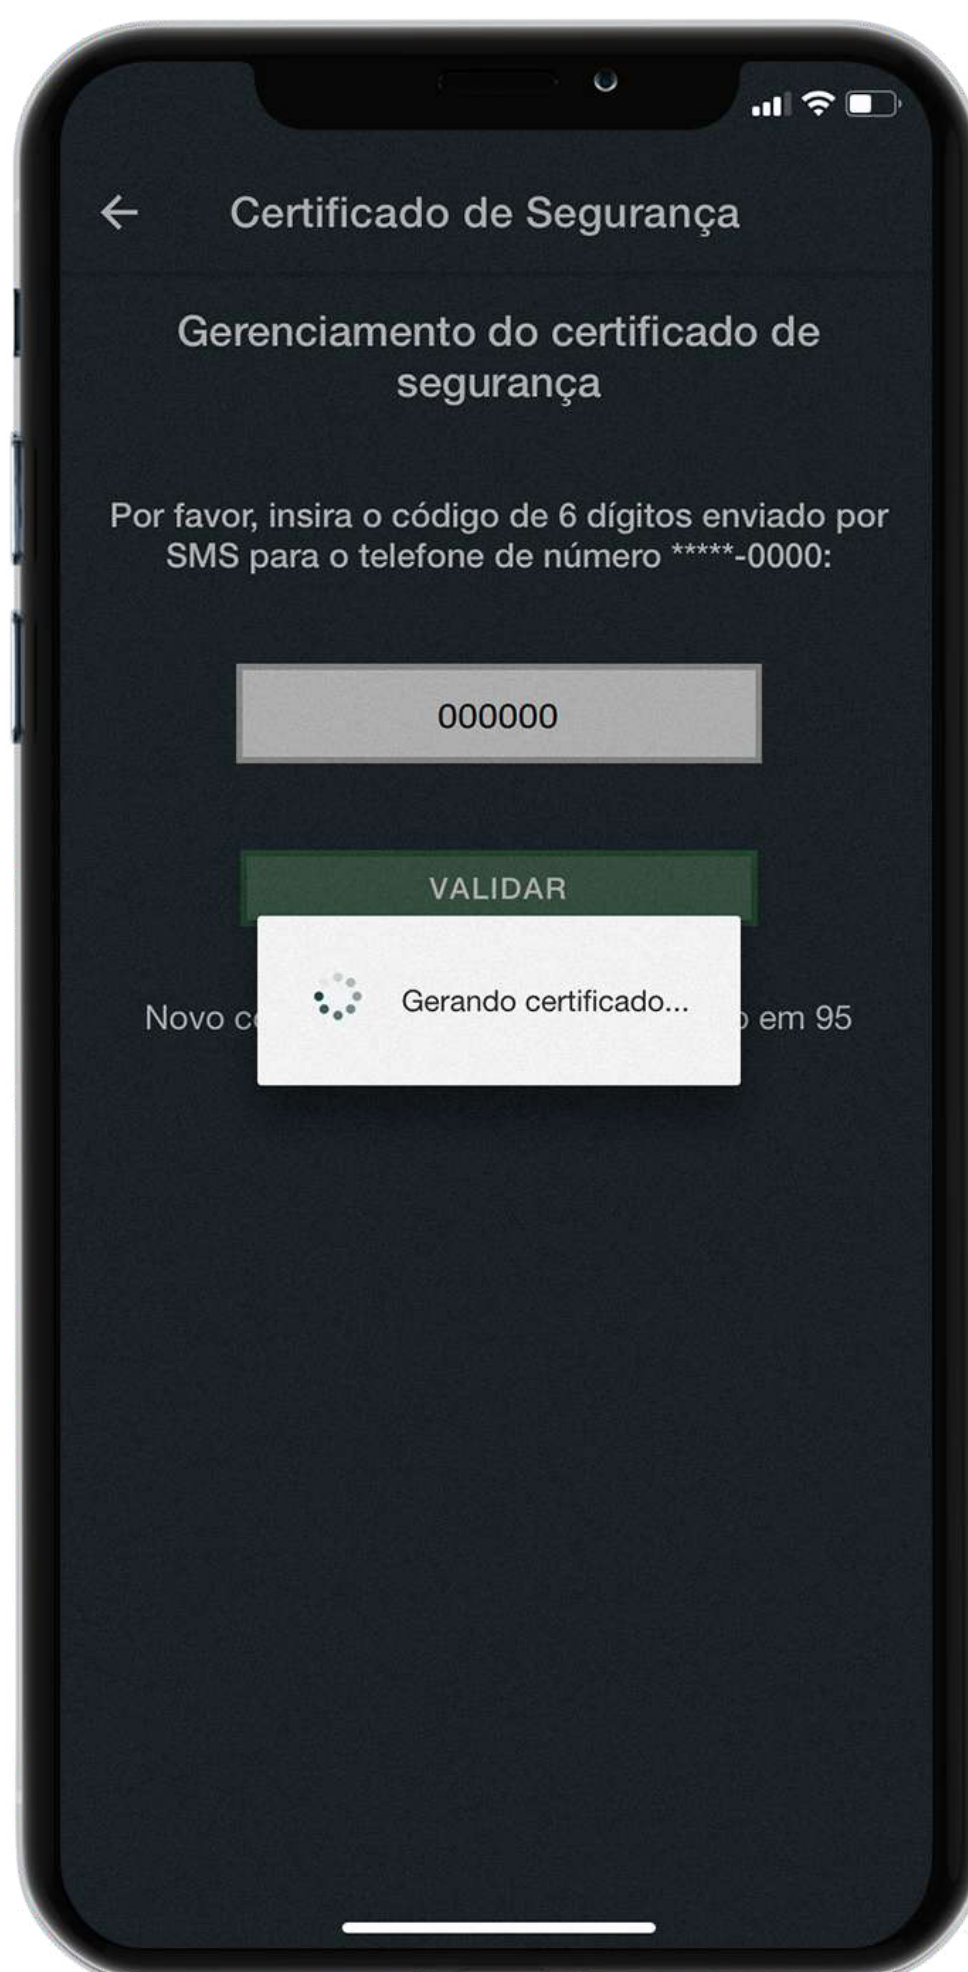 Certificado de Segurança
Gerenciamento do certificado de
segurança
Por favor, insira o código de 6 dígitos enviado por
SMS para o telefone de número *****-0000:
000000
VALIDAR
Gerando certificado...
Novo em 95